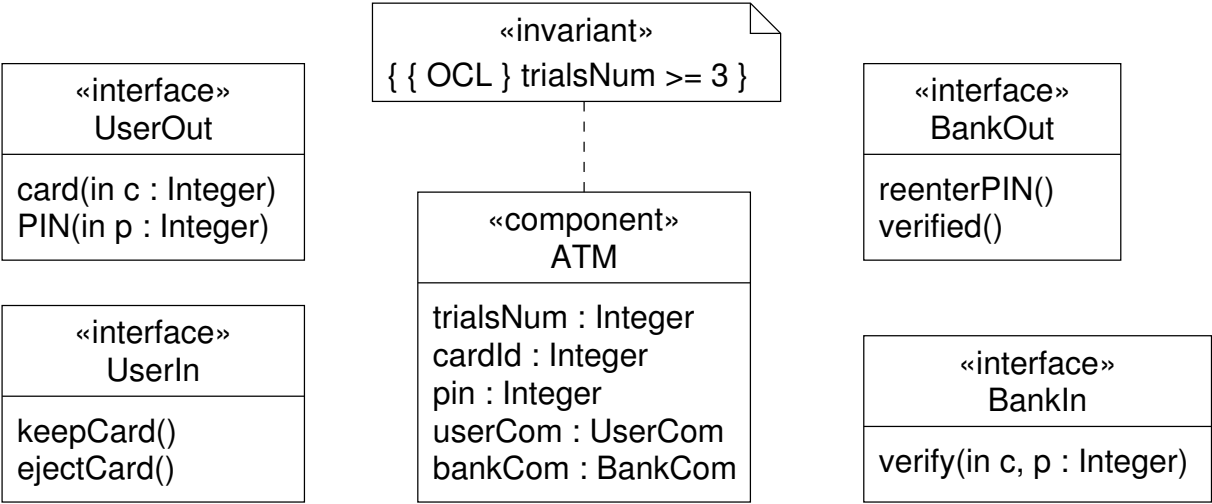 «interface»
UserOut
card(in c : Integer)
PIN(in p : Integer)
«interface»
UserIn
keepCard()
ejectCard()
«invariant»
{ { OCL } trialsNum >= 3 }
«component»
ATM
trialsNum : Integer
cardId : Integer
pin : Integer
userCom : UserCom
bankCom : BankCom
«interface»
BankOut
reenterPIN()
verified()
«interface»
BankIn
verify(in c, p : Integer)